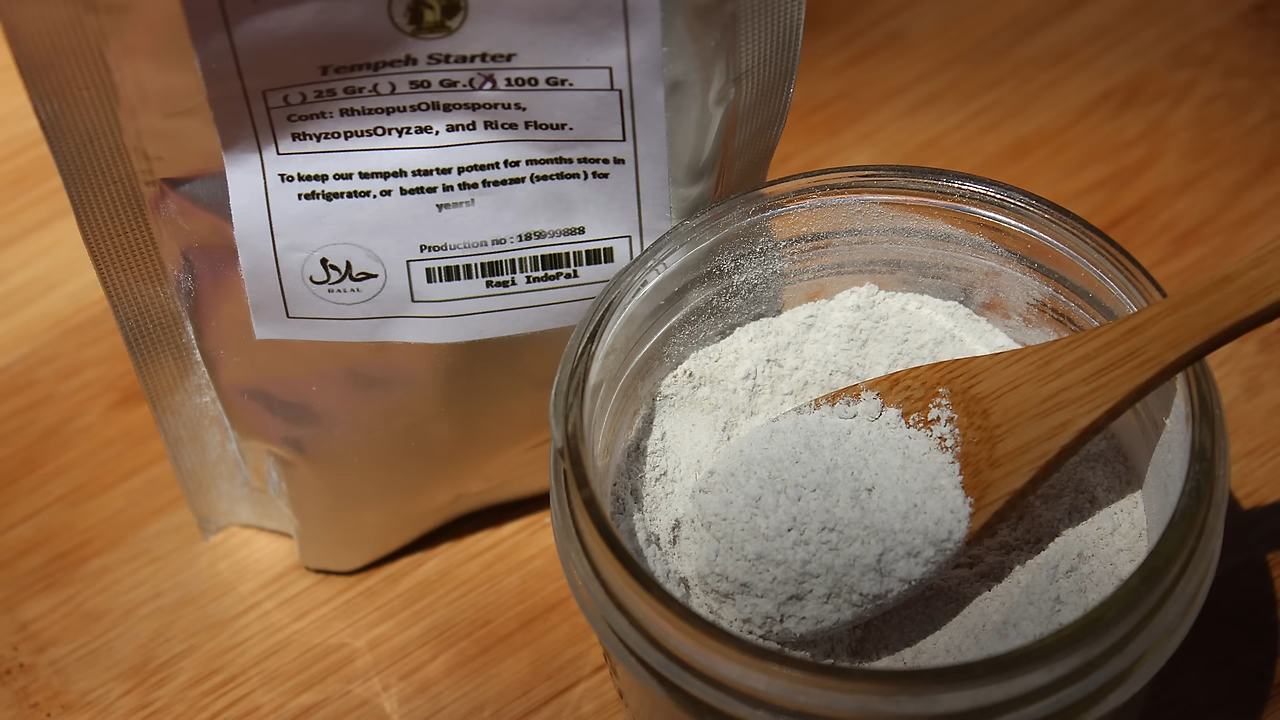 Tempeh Starter
( ) 25 Gr.( ) 50 Gr.(X) 100 Gr.
Cont: RhizopusOligosporus,
RhyzopusOryzae, and Rice Flour.
To keep our tempeh starter potent for months store in
refrigerator, or better in the freezer (section) for
years!
Production no : 185999888
حلال
HALAL
Ragi IndoPal